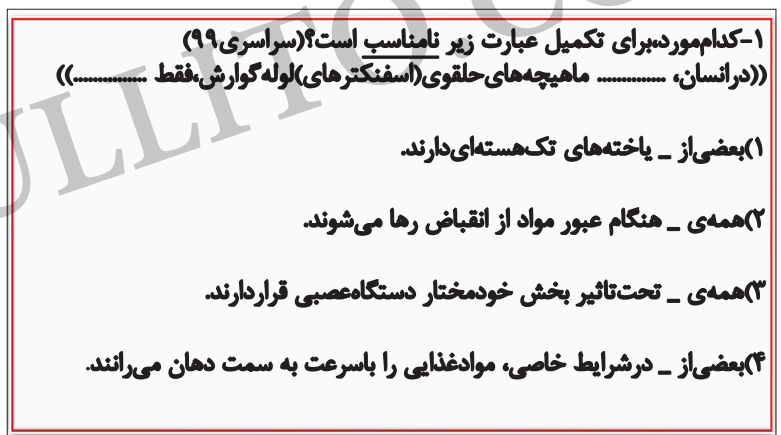 ۱-کدام‌مورد،برای تکمیل عبارت زیر نامناسب است؟(سراسری۹۹)
((درانسان، .............. ماهیچه‌های‌حلقوی(اسفنکترهای)لوله‌گوارش،فقط ..............))
۱)بعضی‌از _ یاخته‌های تک‌هسته‌ای‌دارند.
۲)همه‌ی _ هنگام عبور مواد از انقباض رها می‌شوند.
۳)همه‌ی _ تحت‌تاثیر بخش خودمختار دستگاه‌عصبی قراردارند.
۴)بعضی‌از _ درشرایط خاصی، موادغذایی را باسرعت به سمت دهان می‌رانند.